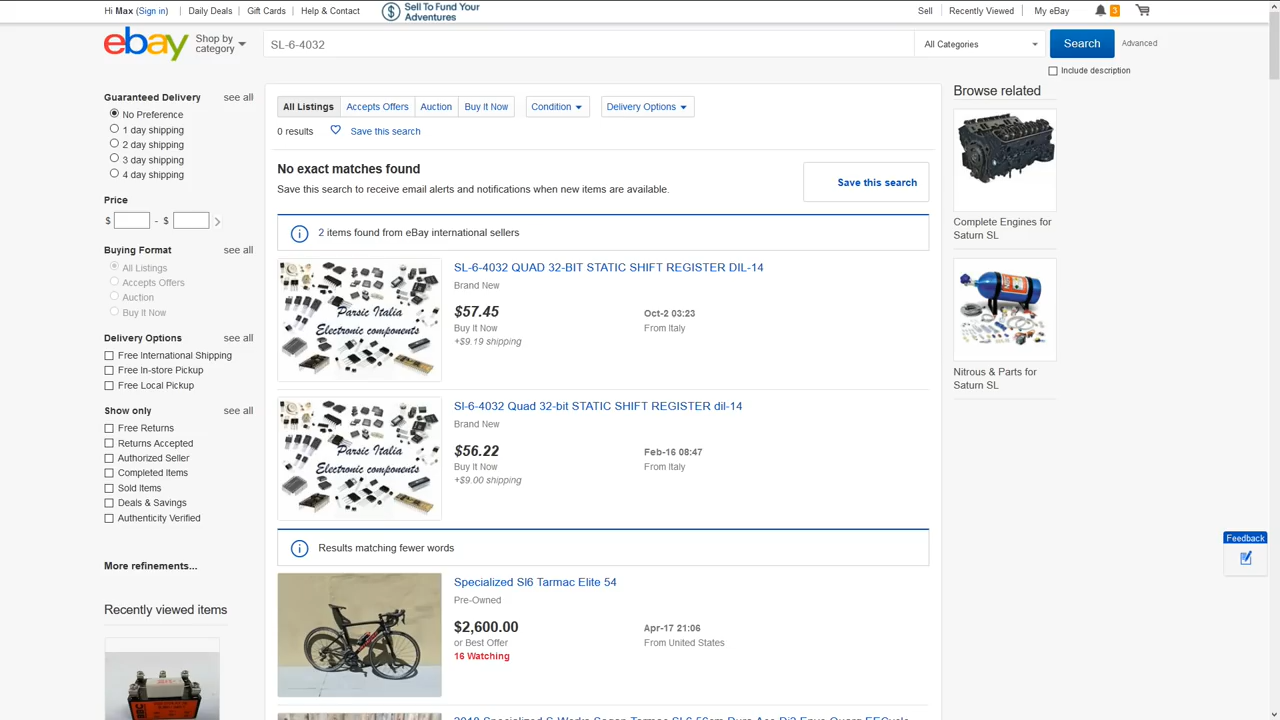 Hi Max (Sign in)
Daily Deals
Gift Cards
Help & Contact
Sell To Fund Your
Adventures
Sell
Recently Viewed
My eBay
3
ebay
Shop by
category
SL-6-4032
All Categories
Search
Advanced
Include description
Guaranteed Delivery
see all
No Preference
1 day shipping
2 day shipping
3 day shipping
4 day shipping
Price
$ - $
Buying Format
see all
All Listings
Accepts Offers
Auction
Buy It Now
Delivery Options
see all
Free International Shipping
Free In-store Pickup
Free Local Pickup
Show only
see all
Free Returns
Returns Accepted
Authorized Seller
Completed Items
Sold Items
Deals & Savings
Authenticity Verified
More refinements...
Recently viewed items
All Listings
Accepts Offers
Auction
Buy It Now
Condition
Delivery Options
0 results
Save this search
No exact matches found
Save this search to receive email alerts and notifications when new items are available.
Save this search
2 items found from eBay international sellers
Parsic Italia
Electronic components
SL-6-4032 QUAD 32-BIT STATIC SHIFT REGISTER DIL-14
Brand New
$57.45
Buy It Now
+$9.19 shipping
Oct-2 03:23
From Italy
Parsic Italia
Electronic components
Sl-6-4032 Quad 32-bit STATIC SHIFT REGISTER dil-14
Brand New
$56.22
Buy It Now
+$9.00 shipping
Feb-16 08:47
From Italy
Results matching fewer words
Specialized Sl6 Tarmac Elite 54
Pre-Owned
$2,600.00
or Best Offer
16 Watching
Apr-17 21:06
From United States
Browse related
Complete Engines for
Saturn SL
Nitrous & Parts for
Saturn SL
Feedback